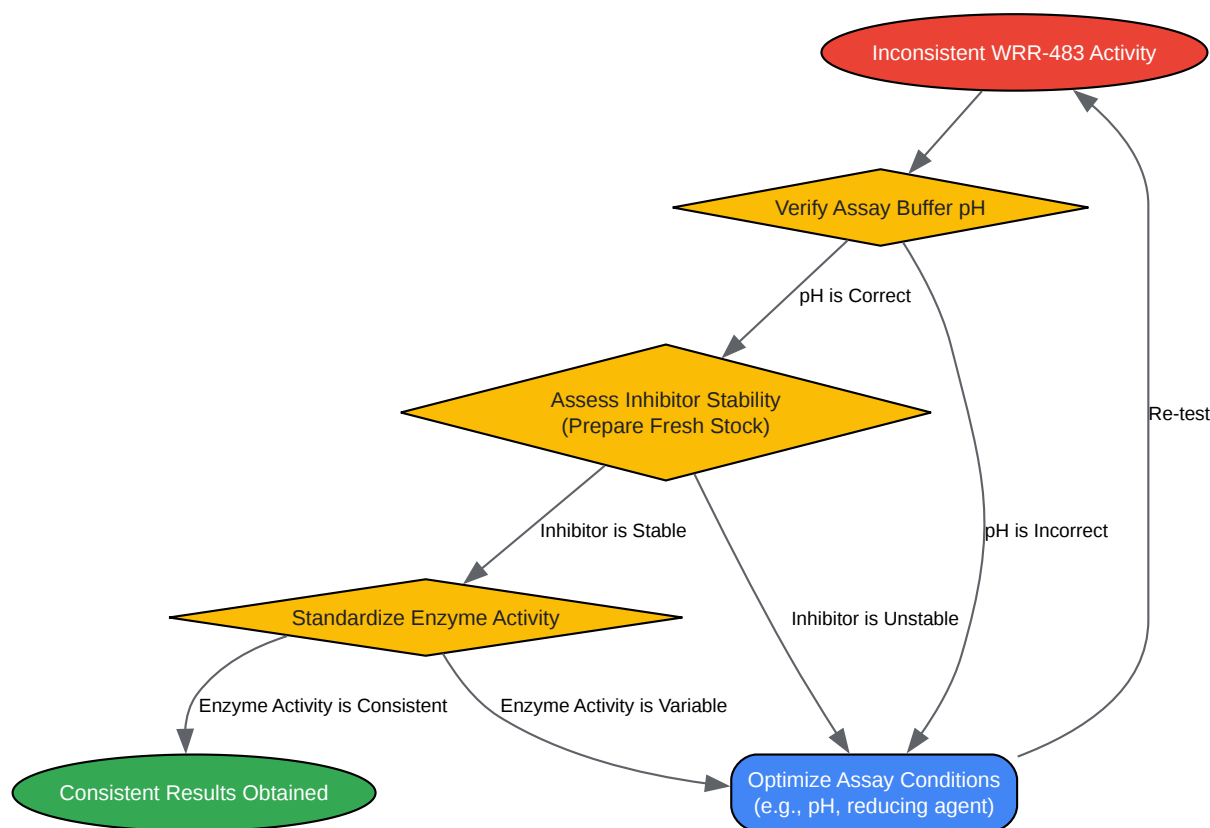 Inconsistent WRR-483 Activity
Verify Assay Buffer pH
pH is Correct
Assess Inhibitor Stability
(Prepare Fresh Stock)
Re-test
Inhibitor is Stable
pH is Incorrect
Standardize Enzyme Activity
Inhibitor is Unstable
Enzyme Activity is Consistent
Enzyme Activity is Variable
Consistent Results Obtained
Optimize Assay Conditions
(e.g., pH, reducing agent)